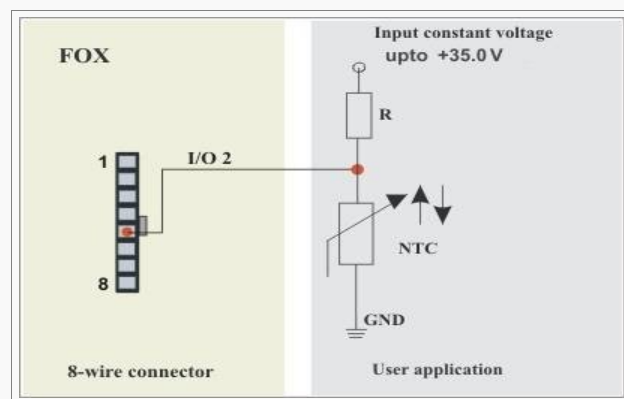 FOX
Input constant voltage
upto +35.0 V
R
1
I/O 2
NTC
8
GND
8-wire connector
User application